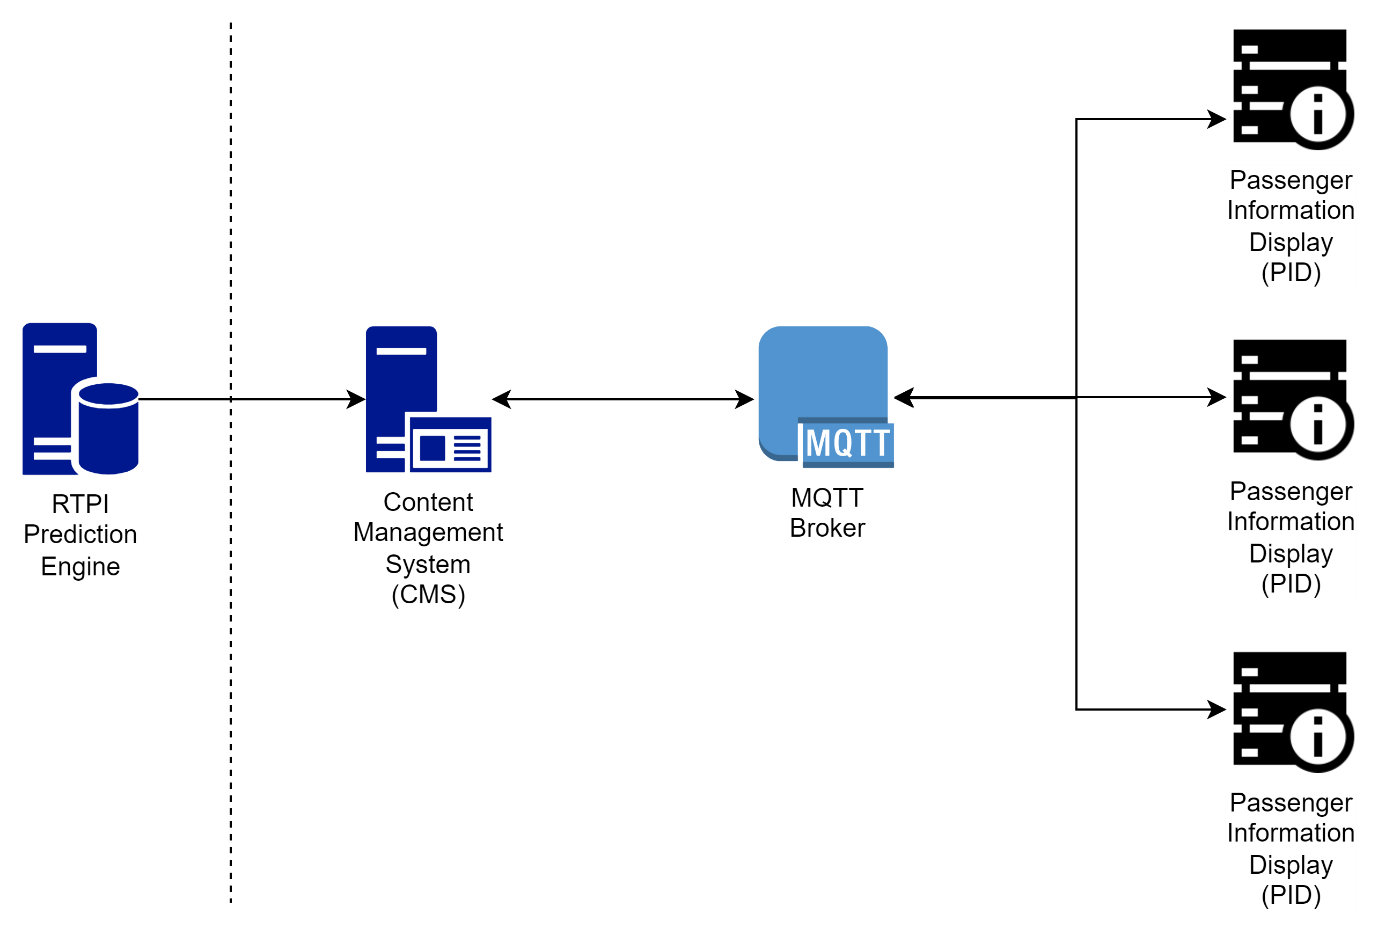 RTPI
Prediction
Engine
Content
Management
System
(CMS)
MQTT
MQTT
Broker
Passenger
Information
Display
(PID)
Passenger
Information
Display
(PID)
Passenger
Information
Display
(PID)